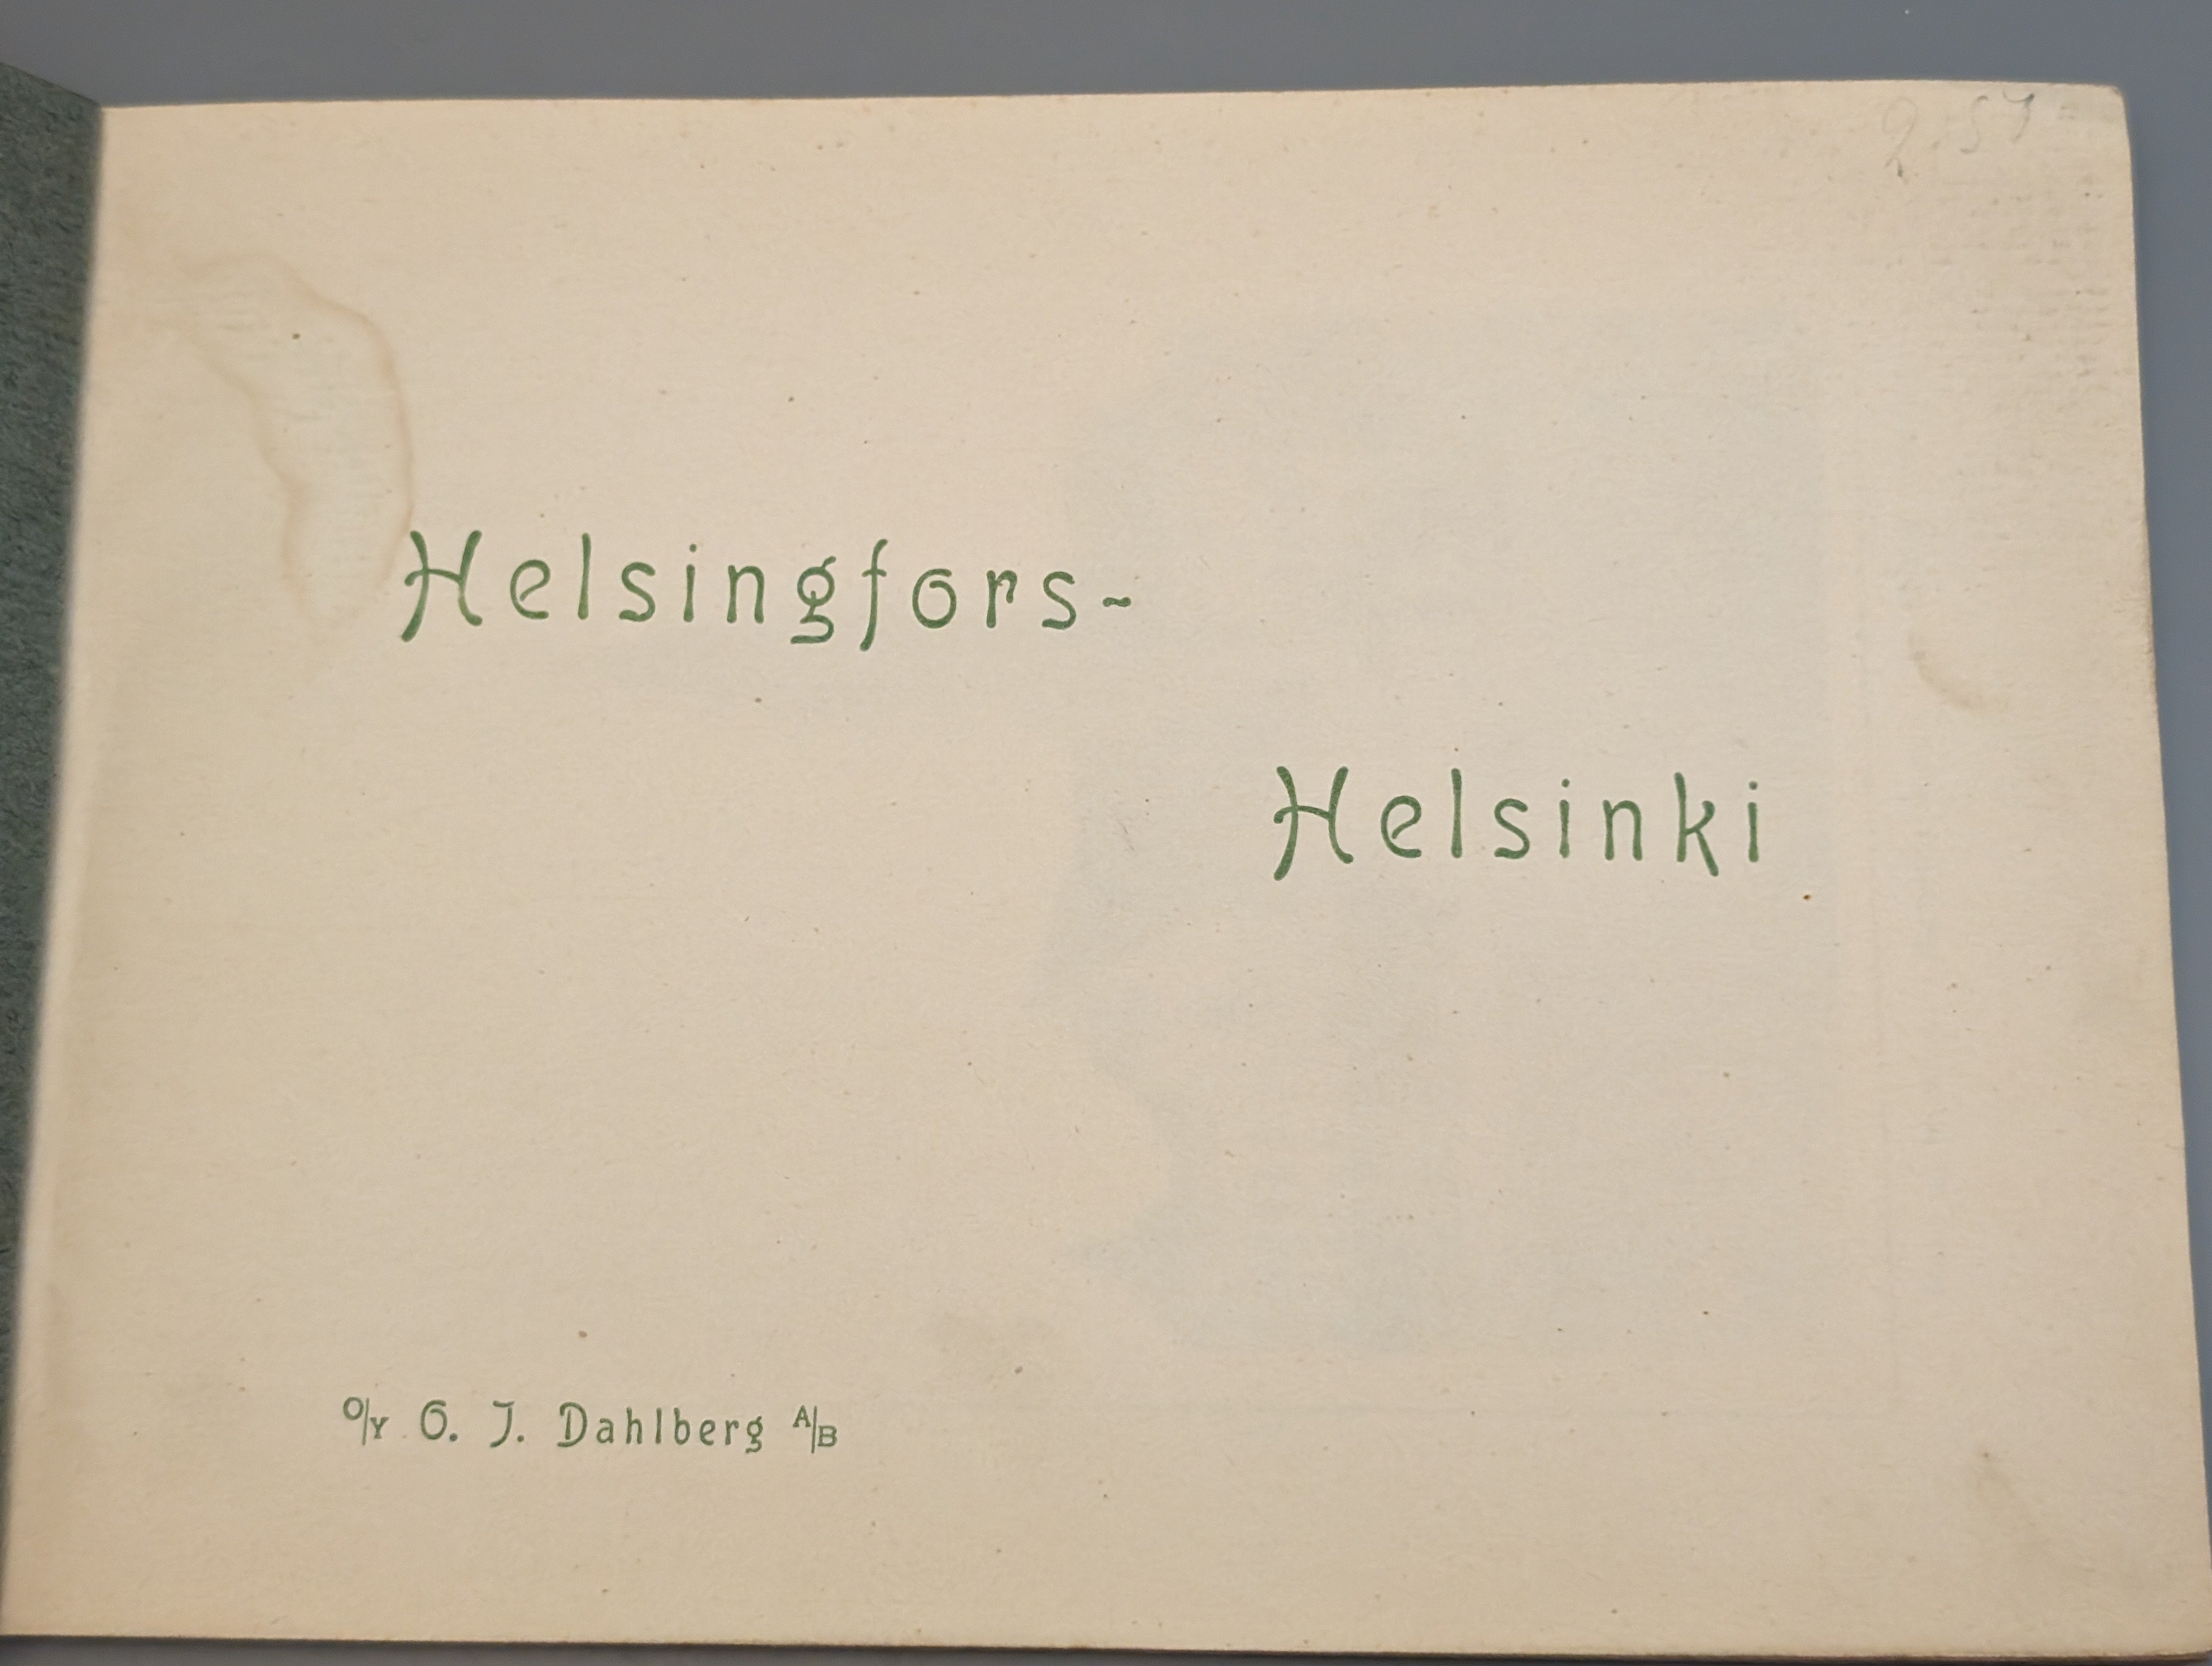 Helsingfors-
Helsinki
O/Y O. J. Dahlberg A/B